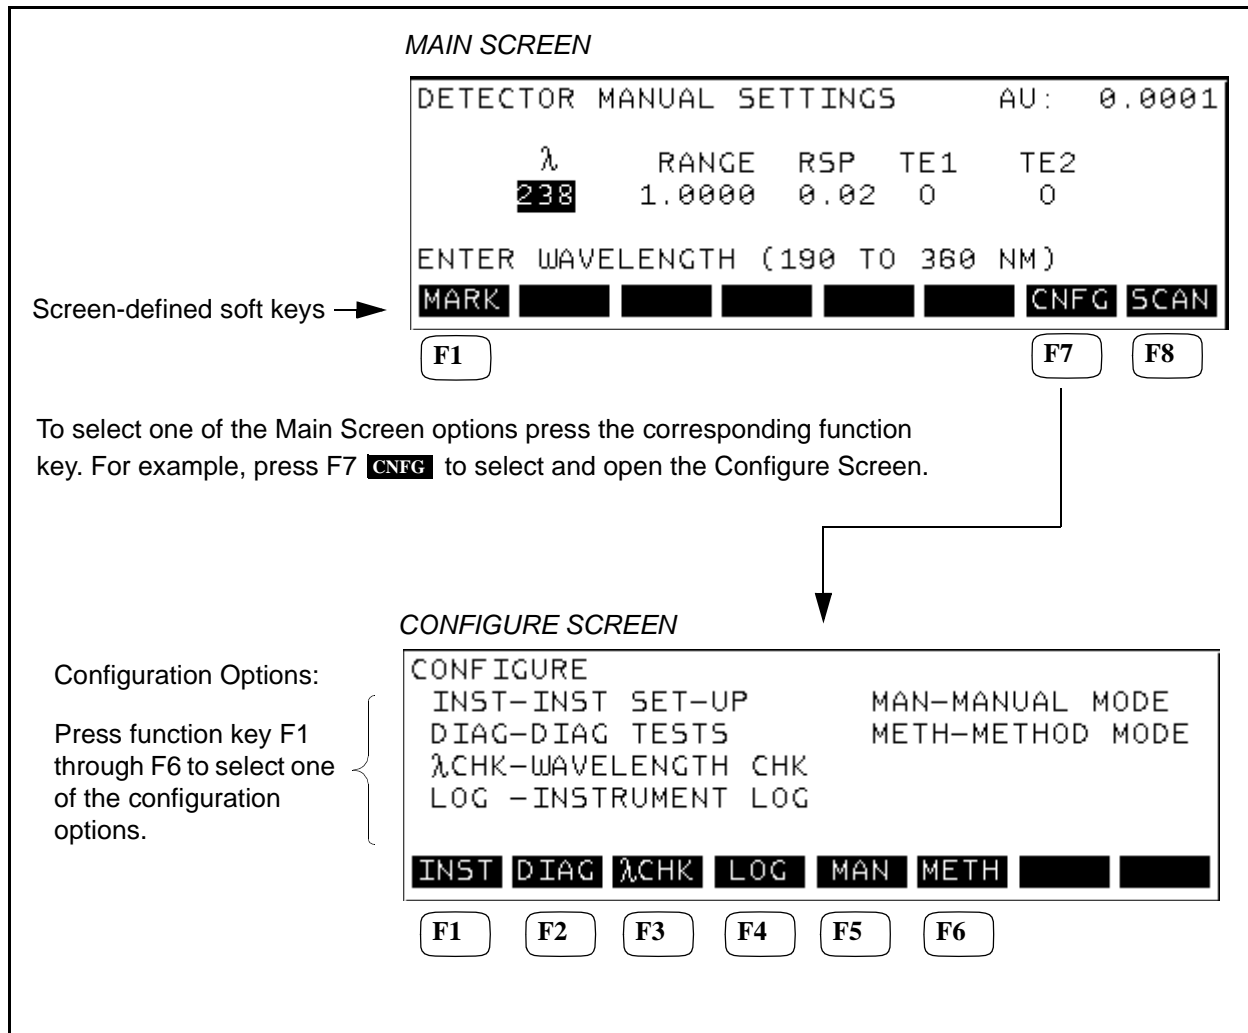 MAIN SCREEN
DETECTOR MANUAL SETTINGS AU: 0.0001
λ RANGE RSP TE1 TE2
238 1.0000 0.02 0 0
ENTER WAVELENGTH (190 TO 360 NM)
Screen-defined soft keys
MARK CNFG SCAN
F1 F7 F8
To select one of the Main Screen options press the corresponding function
key. For example, press F7 CNFG to select and open the Configure Screen.
CONFIGURE SCREEN
Configuration Options:
Press function key F1
through F6 to select one
of the configuration
options.
CONFIGURE
INST-INST SET-UP MAN-MANUAL MODE
DIAG-DIAG TESTS METH-METHOD MODE
λCHK-WAVELENGTH CHK
LOG -INSTRUMENT LOG
INST DIAG λCHK LOG MAN METH
F1 F2 F3 F4 F5 F6